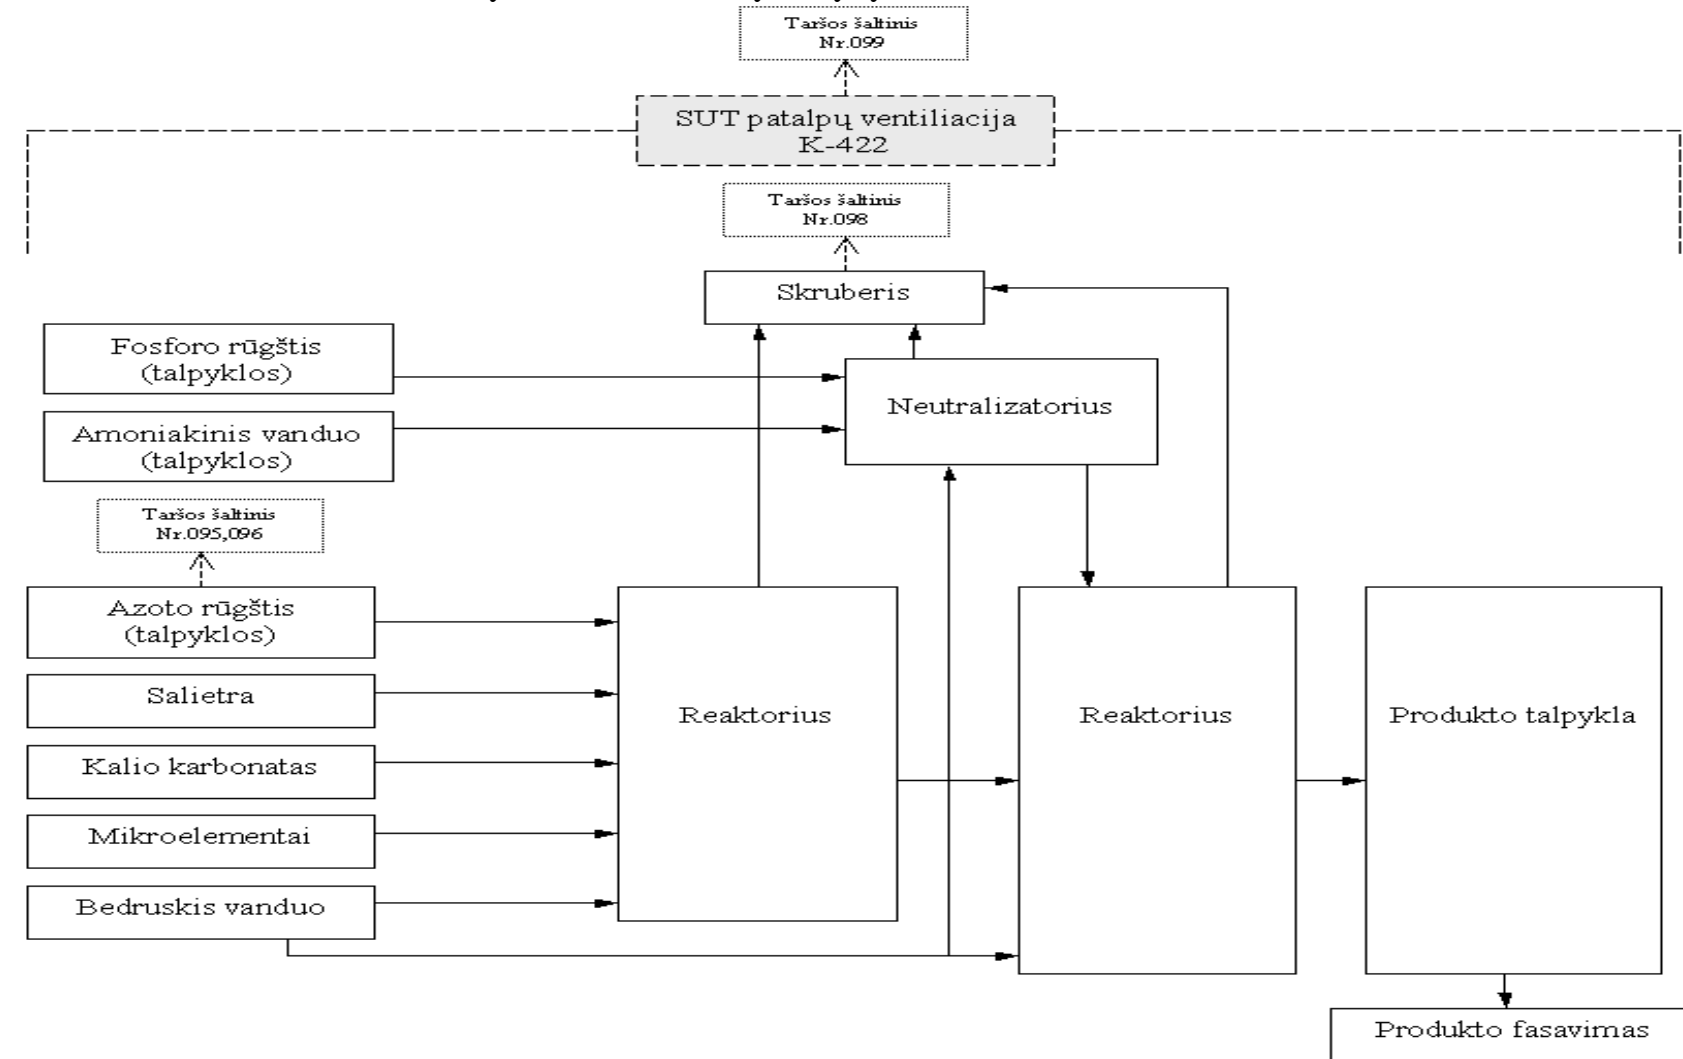 Taršos šaltinis
Nr.099
SUT patalpų ventiliacija
K-422
Taršos šaltinis
Nr.098
Skruberis
Fosforo rūgštis
(talpyklos)
Neutralizatorius
Amoniakinis vanduo
(talpyklos)
Taršos šaltinis
Nr.095,096
Azoto rūgštis
(talpyklos)
Salietra
Reaktorius
Reaktorius
Produkto talpykla
Kalio karbonatas
Mikroelementai
Bedruskis vanduo
Produkto fasavimas